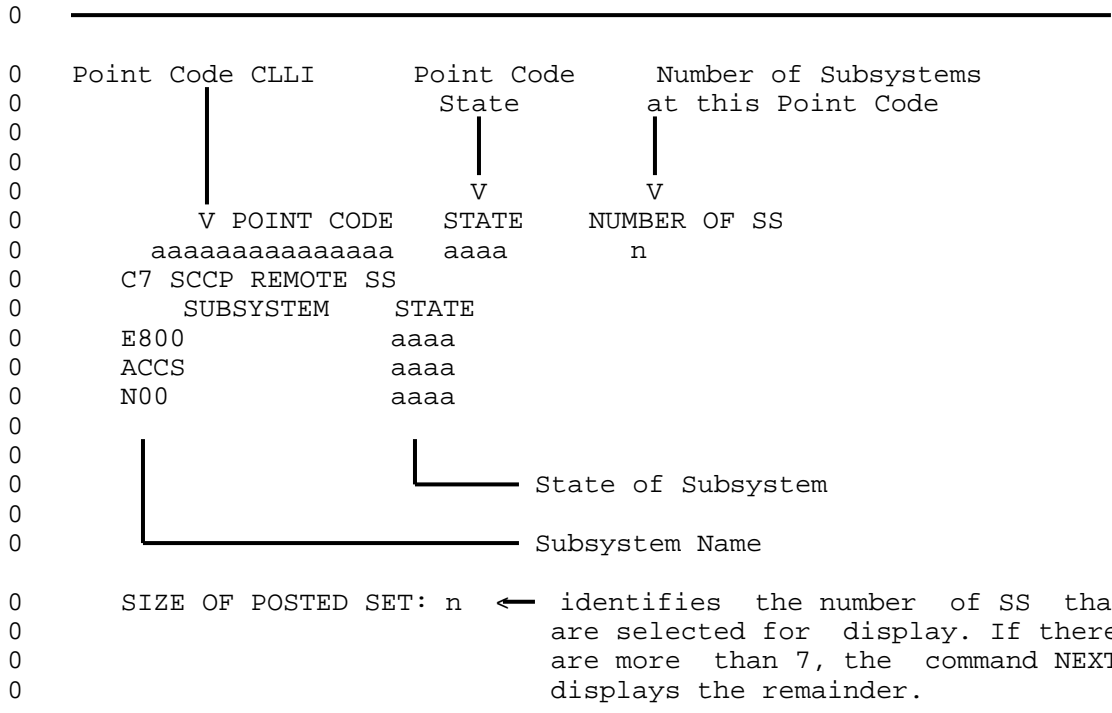 0
0 Point Code CLLI Point Code Number of Subsystems
0 State at this Point Code
0
0
0 V V
0 V POINT CODE STATE NUMBER OF SS
0 aaaaaaaaaaaaaaa aaaa n
0 C7 SCCP REMOTE SS
0 SUBSYSTEM STATE
0 E800 aaaa
0 ACCS aaaa
0 N00 aaaa
0
0
0 State of Subsystem
0
0 Subsystem Name
0 SIZE OF POSTED SET: n ← identifies the number of SS tha
0 are selected for display. If there
0 are more than 7, the command NEXT
0 displays the remainder.